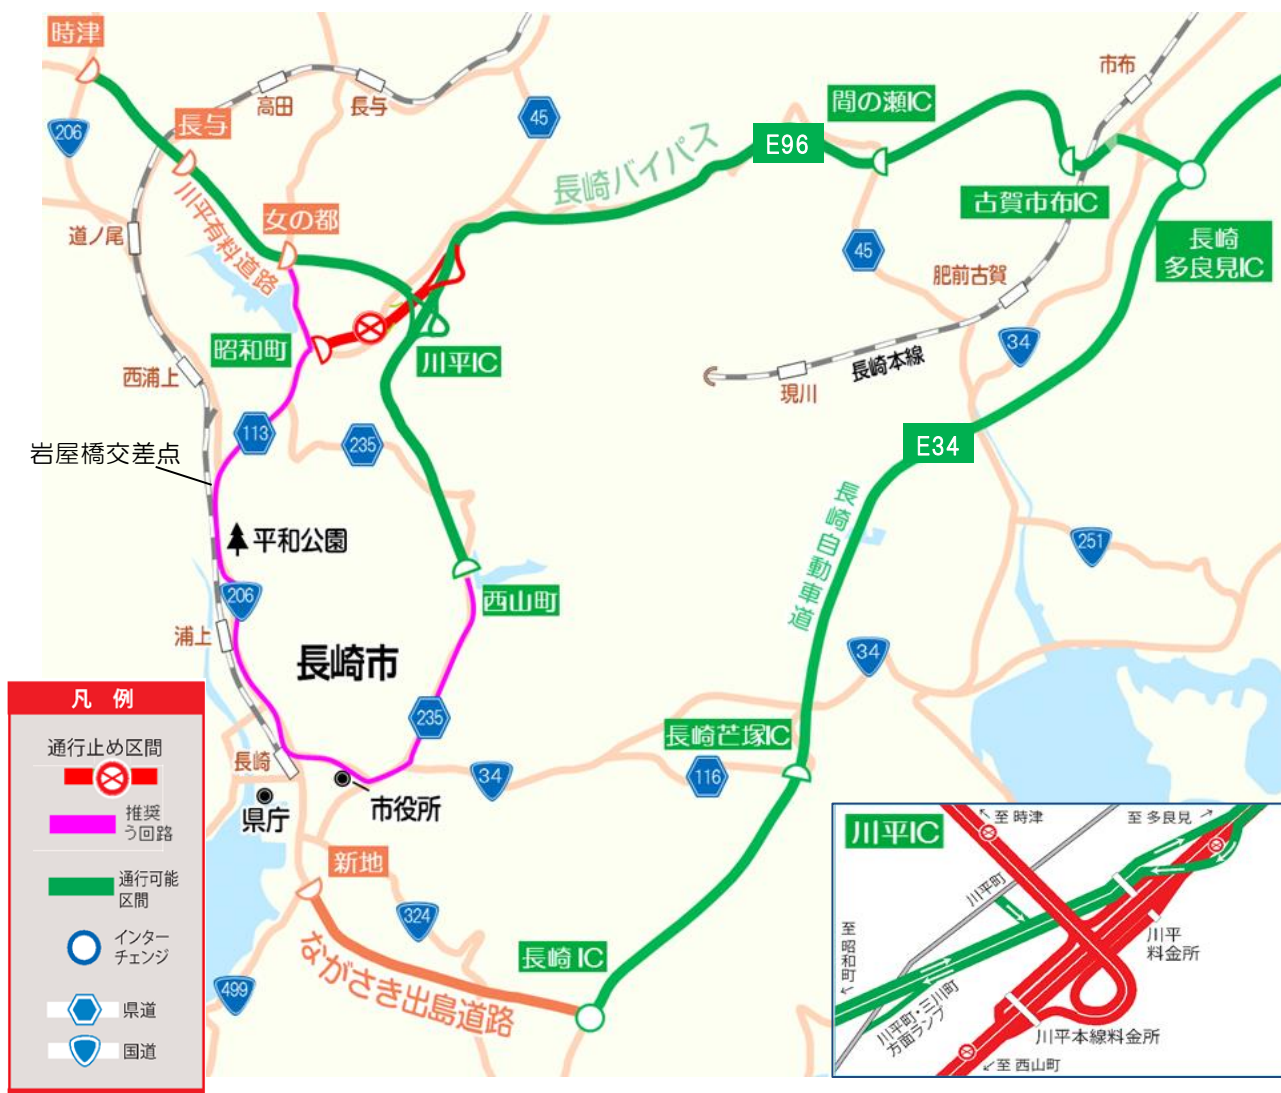 時津
206
長与
高田
長与
45
川平有料道路
女の都
道ノ尾
長崎バイパス
E96
間の瀬IC
市布
古賀市布IC
長崎
多良見IC
45
肥前古賀
34
長崎本線
現川
昭和町
川平IC
西浦上
113
235
岩屋橋交差点
平和公園
206
浦上
西山町
長崎市
235
E34
長崎自動車道
251
34
長崎芒塚IC
116
34
長崎
県庁
市役所
新地
324
ながさき出島道路
長崎 IC
499
凡 例
通行止め区間
推奨
う回路
通行可能
区間
インター
チェンジ
県道
国道
川平IC
至 時津
至 多良見
川平町
至 昭和町
川平
料金所
川平町・三川町
方面ランプ
川平本線料金所
至 西山町